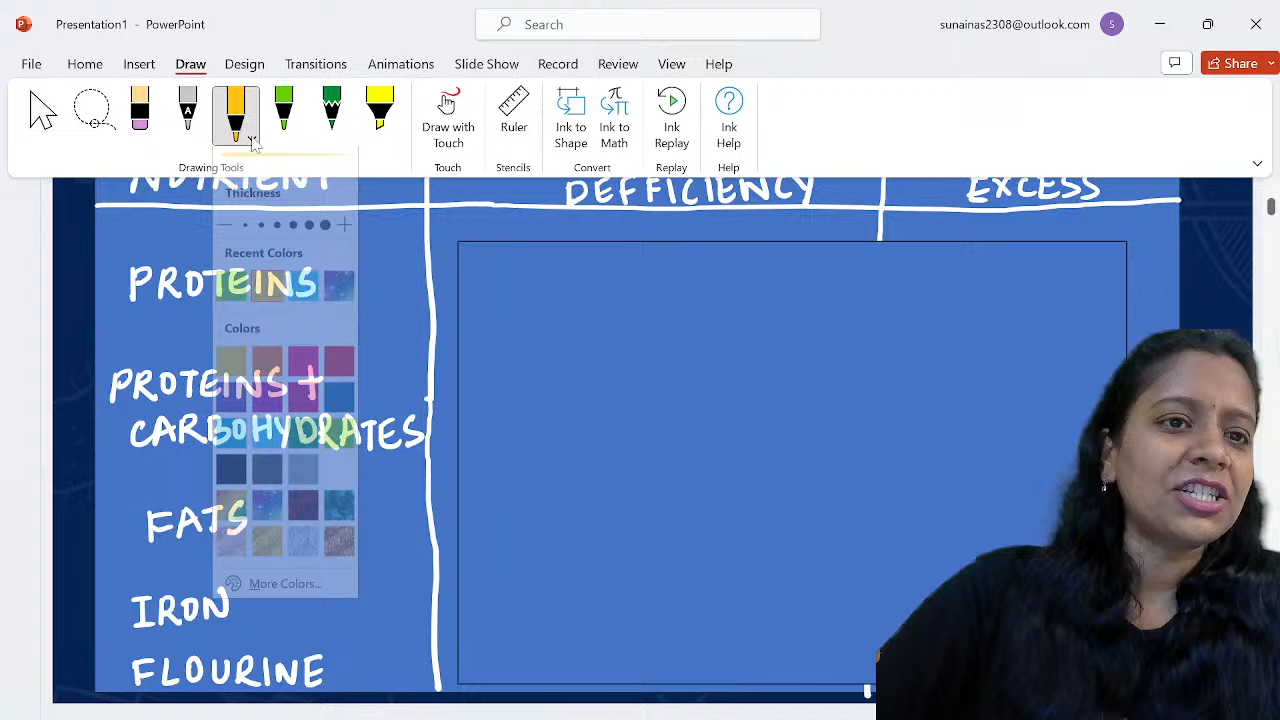 Presentation1 - PowerPoint
Search
sunainas2308@outlook.com
S
File Home Insert Draw Design Transitions Animations Slide Show Record Review View Help
Share
A
Draw with Touch
Ruler
Ink to Shape
Ink to Math
Ink Replay
Ink Help
Drawing Tools
Touch
Stencils
Convert
Replay
Help
NUTRIENT
DEFFICIENCY
EXCESS
Thickness
Recent Colors
PROTEINS
Colors
PROTEINS +
CARBOHYDRATES
FATS
More Colors...
IRON
FLOURINE